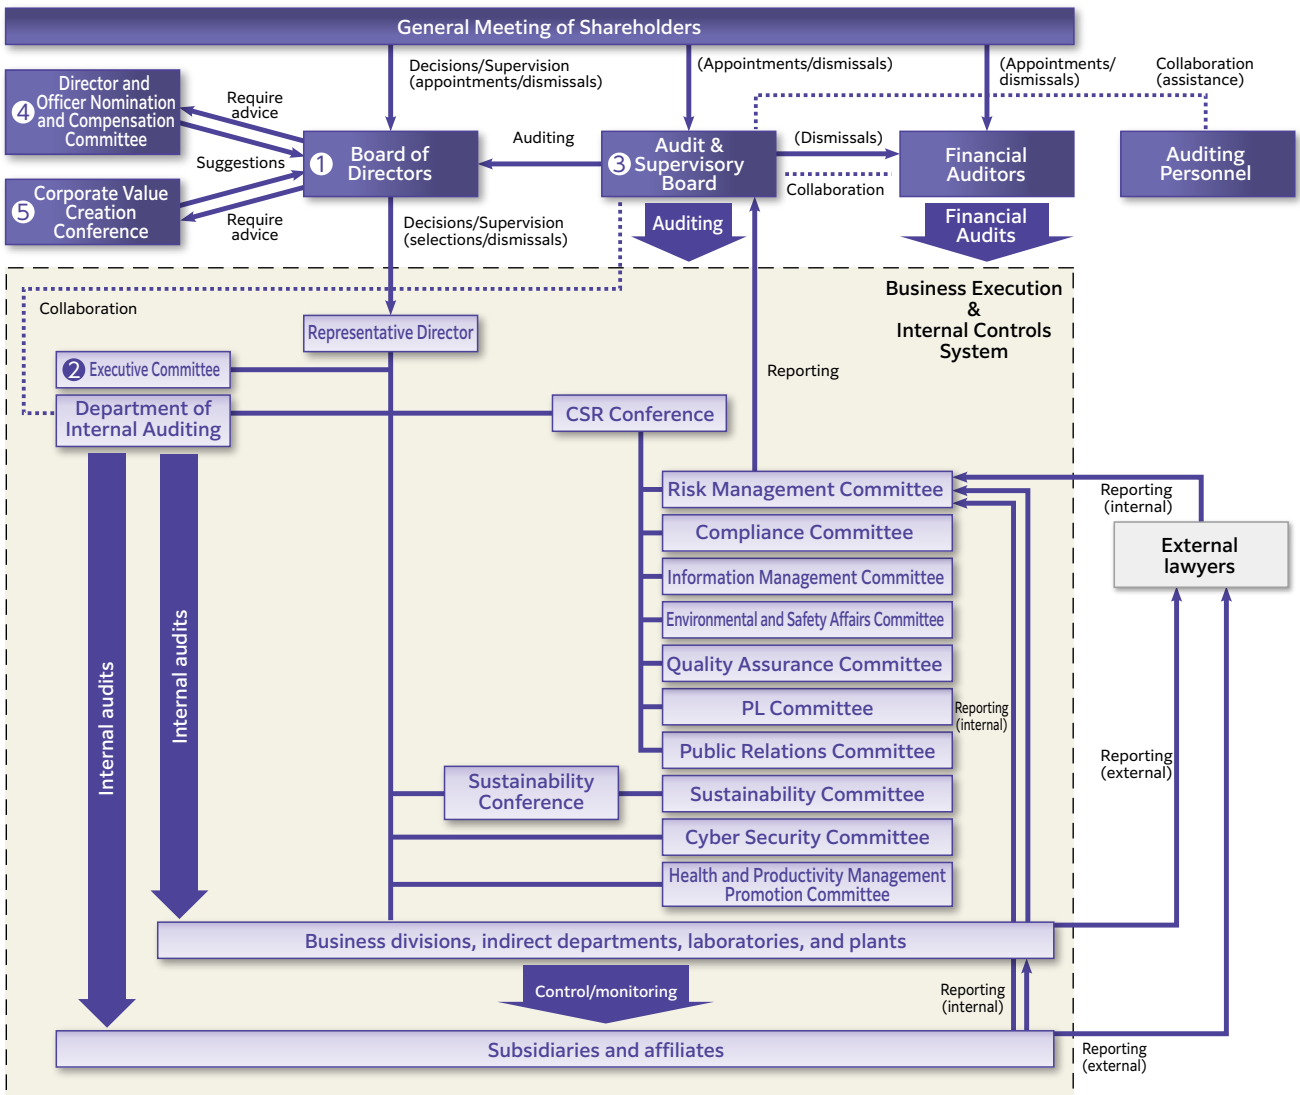 General Meeting of Shareholders
Decisions/Supervision
(appointments/dismissals)
(Appointments/dismissals)
(Appointments/
dismissals)
Collaboration
(assistance)
4
Director and
Officer Nomination
and Compensation
Committee
Require
advice
Suggestions
1
Board of
Directors
Auditing
3
Audit &
Supervisory
Board
(Dismissals)
Collaboration
Financial
Auditors
Auditing
Personnel
5
Corporate Value
Creation
Conference
Require
advice
Decisions/Supervision
(selections/dismissals)
Auditing
Financial
Audits
Collaboration
Business Execution
&
Internal Controls
System
Representative Director
2 Executive Committee
Reporting
Department of
Internal Auditing
CSR Conference
Risk Management Committee
Reporting
(internal)
Compliance Committee
External
lawyers
Information Management Committee
Environmental and Safety Affairs Committee
Quality Assurance Committee
PL Committee
Reporting
(internal)
Public Relations Committee
Internal audits
Internal audits
Reporting
(external)
Sustainability
Conference
Sustainability Committee
Cyber Security Committee
Health and Productivity Management
Promotion Committee
Business divisions, indirect departments, laboratories, and plants
Control/monitoring
Reporting
(internal)
Subsidiaries and affiliates
Reporting
(external)